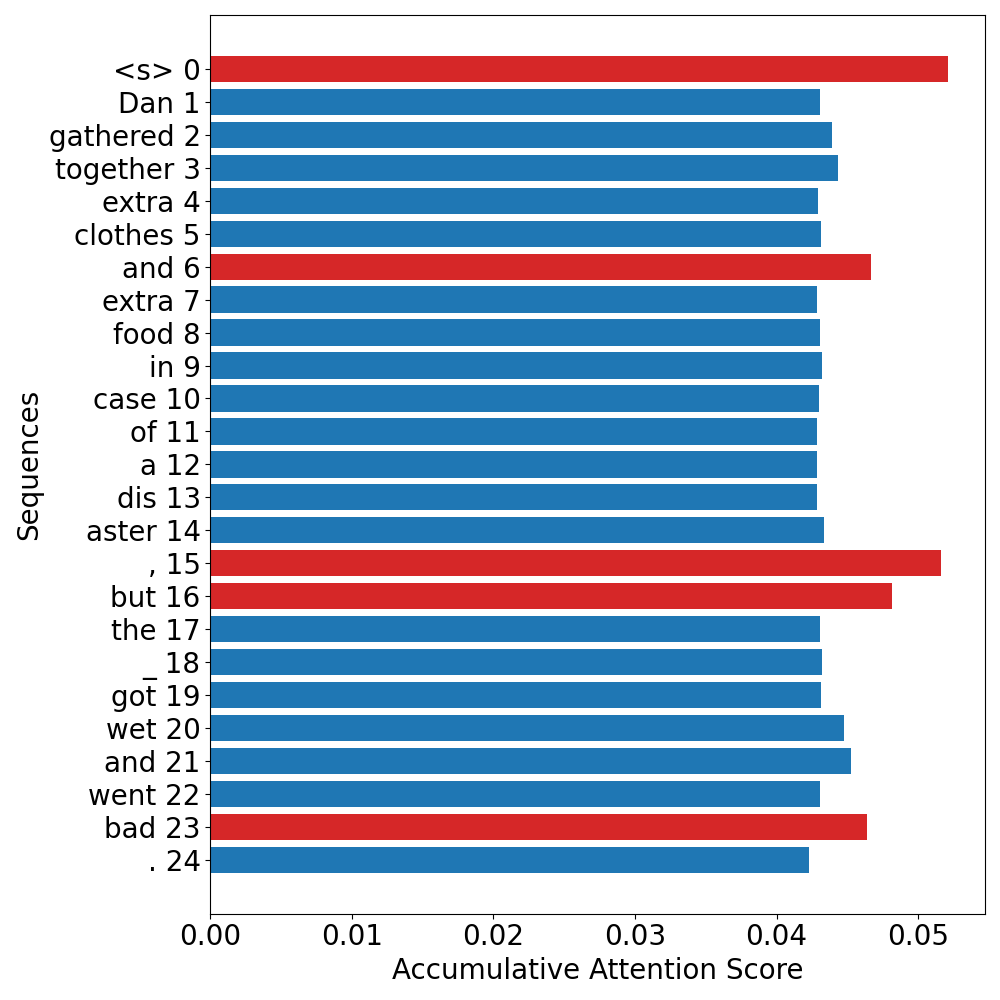 <s> 0
Dan 1
gathered 2
together 3
extra 4
clothes 5
and 6
extra 7
food 8
in 9
case 10
of 11
a 12
dis 13
aster 14
, 15
but 16
the 17
_ 18
got 19
wet 20
and 21
went 22
bad 23
. 24
Sequences
0.00 0.01 0.02 0.03 0.04 0.05
Accumulative Attention Score